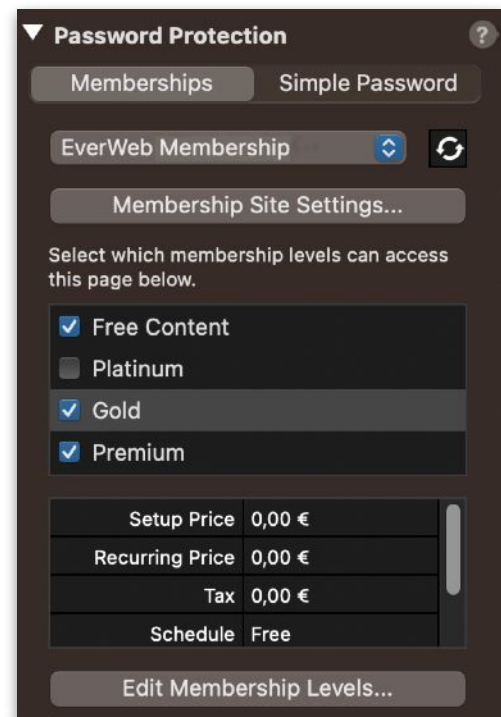 Password Protection ?
Memberships Simple Password
EverWeb Membership
Membership Site Settings...
Select which membership levels can access
this page below.
Free Content
Platinum
Gold
Premium
Setup Price 0,00 €
Recurring Price 0,00 €
Tax 0,00 €
Schedule Free
Edit Membership Levels...